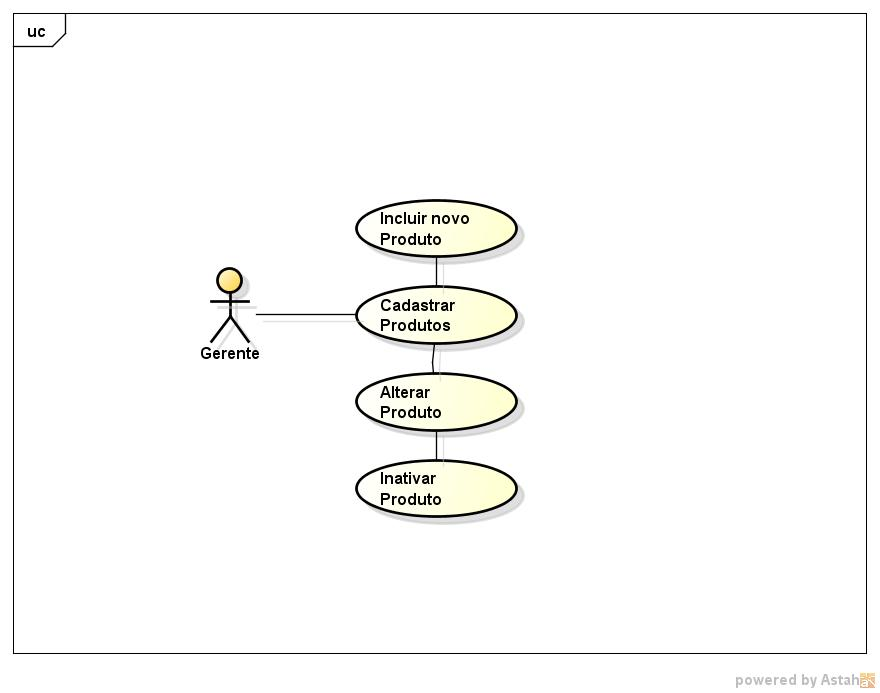 uc
Incluir novo
Produto
Cadastrar
Produtos
Gerente
Alterar
Produto
Inativar
Produto
powered by Astah